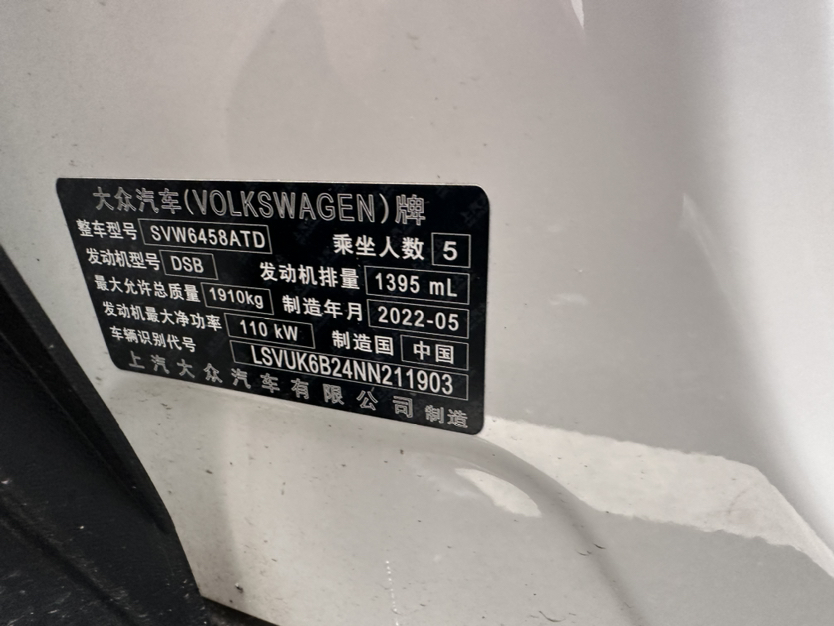 大众汽车(VOLKSWAGEN)牌
整车型号 SVW6458ATD 乘坐人数 5
发动机型号 DSB 发动机排量 1395 mL
最大允许总质量 1910kg 制造年月 2022-05
发动机最大净功率 110 kW 制造国 中国
车辆识别代号 LSVUK6B24NN211903
上汽大众汽车有限公司 制造